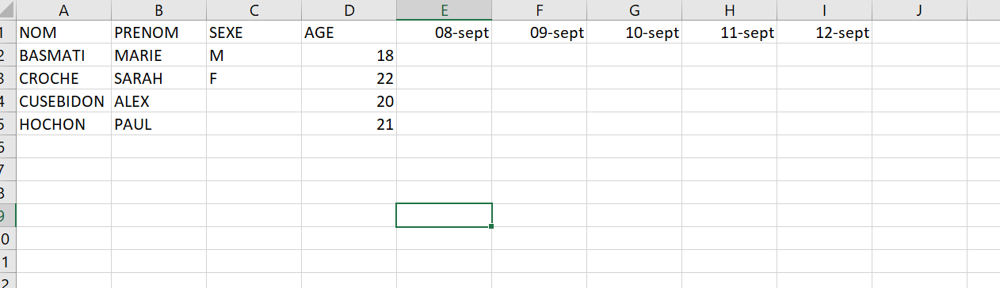 A B C D E F G H I J
1 NOM PRENOM SEXE AGE 08-sept 09-sept 10-sept 11-sept 12-sept
2 BASMATI MARIE M 18
3 CROCHE SARAH F 22
4 CUSEBIDON ALEX 20
5 HOCHON PAUL 21
6
7
8
9
0
1
2